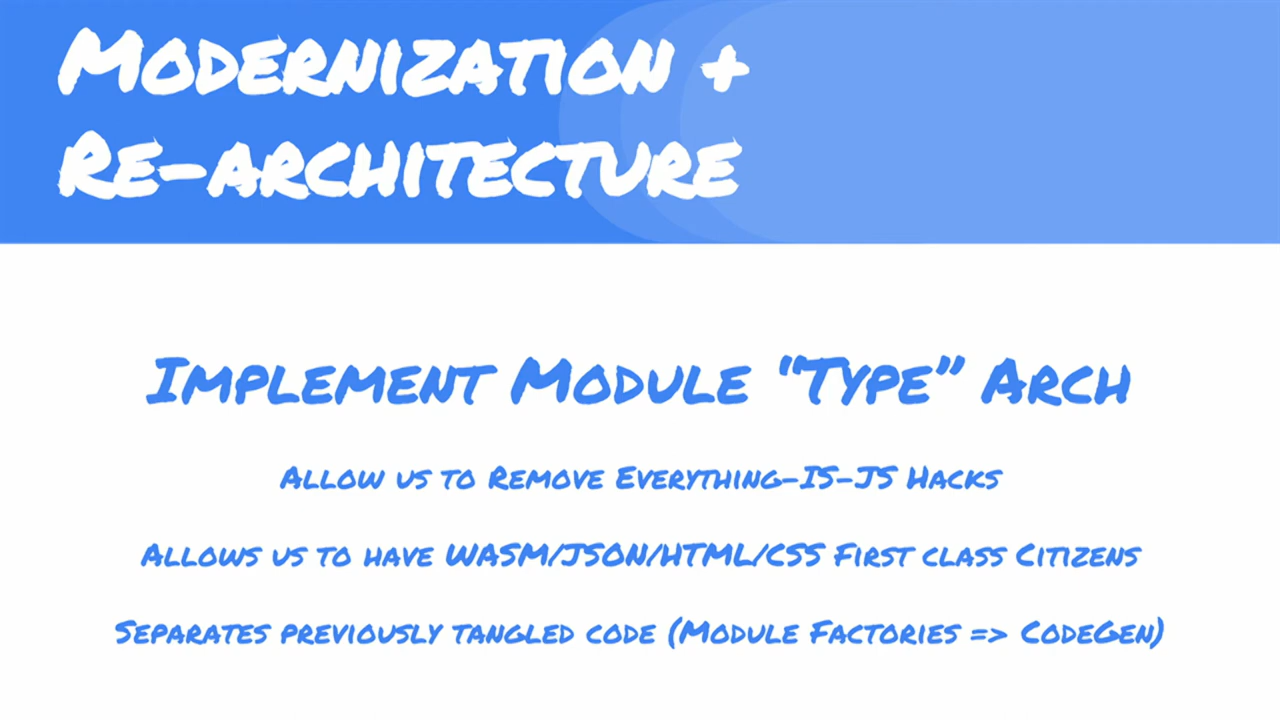 Modernization +
Re-architecture
Implement Module “Type” Arch
Allow us to Remove Everything-IS-JS Hacks
Allows us to have WASM/JSON/HTML/CSS First class Citizens
Separates previously tangled code (Module Factories => CodeGen)